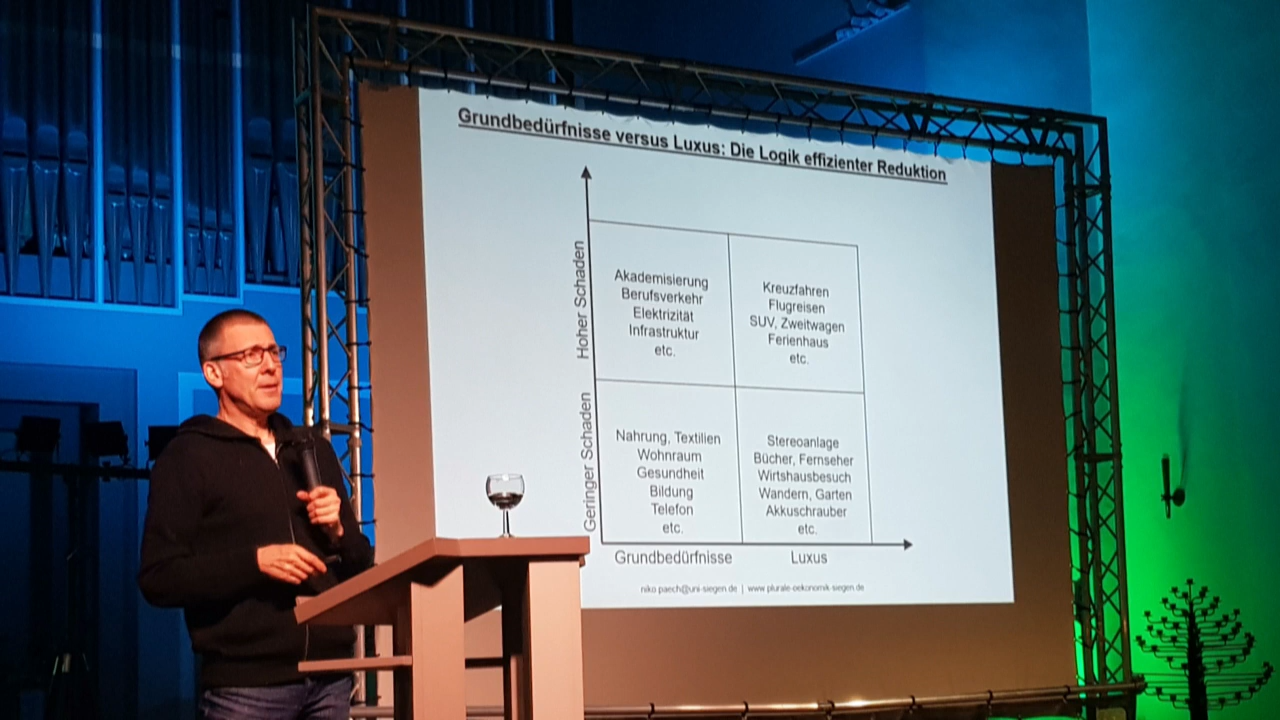 Grundbedürfnisse versus Luxus: Die Logik effizienter Reduktion
Hoher Schaden
Akademisierung
Berufsverkehr
Elektrizität
Infrastruktur
etc.
Kreuzfahren
Flugreisen
SUV, Zweitwagen
Ferienhaus
etc.
Geringer Schaden
Nahrung, Textilien
Wohnraum
Gesundheit
Bildung
Telefon
etc.
Stereoanlage
Bücher, Fernseher
Wirtshausbesuch
Wandern, Garten
Akkuschrauber
etc.
Grundbedürfnisse
Luxus
niko.paech@uni-siegen.de | www.plurale-oekonomik-siegen.de